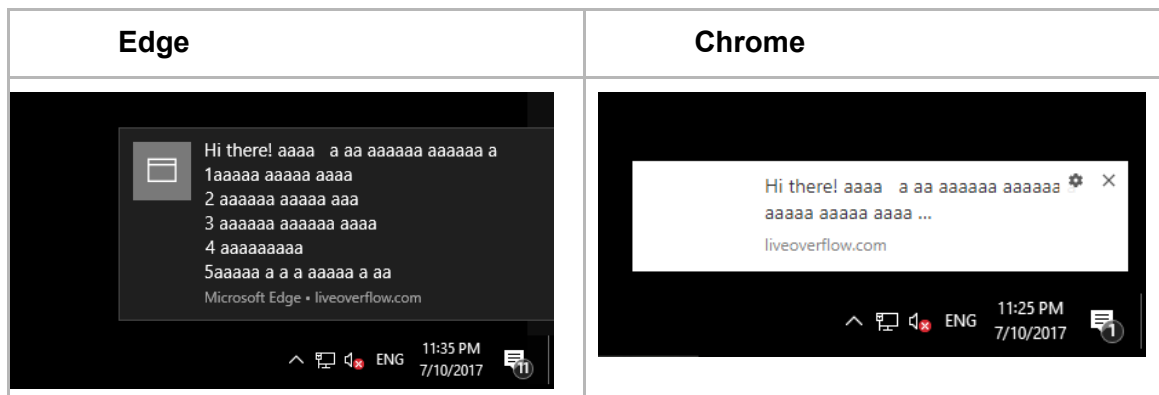 Edge
Chrome
Hi there! aaaa   a aa aaaaaa aaaaaa a
1aaaaa aaaaa aaaa
2 aaaaaa aaaaa aaa
3 aaaaaa aaaaaa aaaa
4 aaaaaaaaa
5aaaaa a a a aaaaa a aa
Microsoft Edge • liveoverflow.com
ENG
11:35 PM
7/10/2017
11
Hi there! aaaa   a aa aaaaaa aaaaaa
aaaaa aaaaa aaaa ...
liveoverflow.com
ENG
11:25 PM
7/10/2017
1